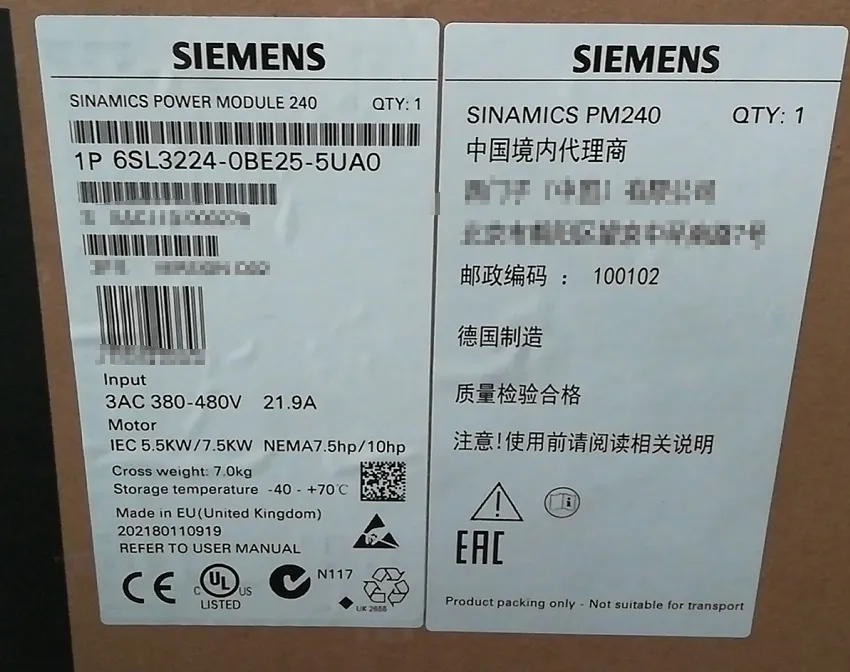 SIEMENS
SINAMICS POWER MODULE 240 QTY: 1
1P 6SL3224-0BE25-5UA0
Input
3AC 380-480V 21.9A
Motor
IEC 5.5KW/7.5KW NEMA7.5hp/10hp
Cross weight: 7.0kg
Storage temperature -40 - +70℃
Made in EU(United Kingdom)
202180110919
REFER TO USER MANUAL
CE
C UL US
LISTED
N117
UK 2656
SIEMENS
SINAMICS PM240 QTY: 1
中国境内代理商
邮政编码 : 100102
德国制造
质量检验合格
注意!使用前请阅读相关说明
EAC
Product packing only - Not suitable for transport